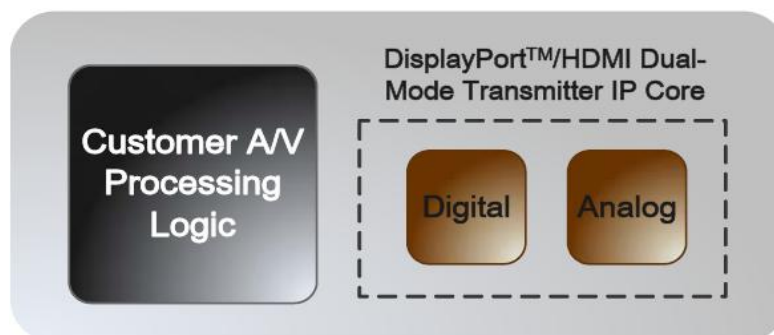 DisplayPort™/HDMI Dual-
Mode Transmitter IP Core
Customer A/V
Processing
Logic
Digital
Analog